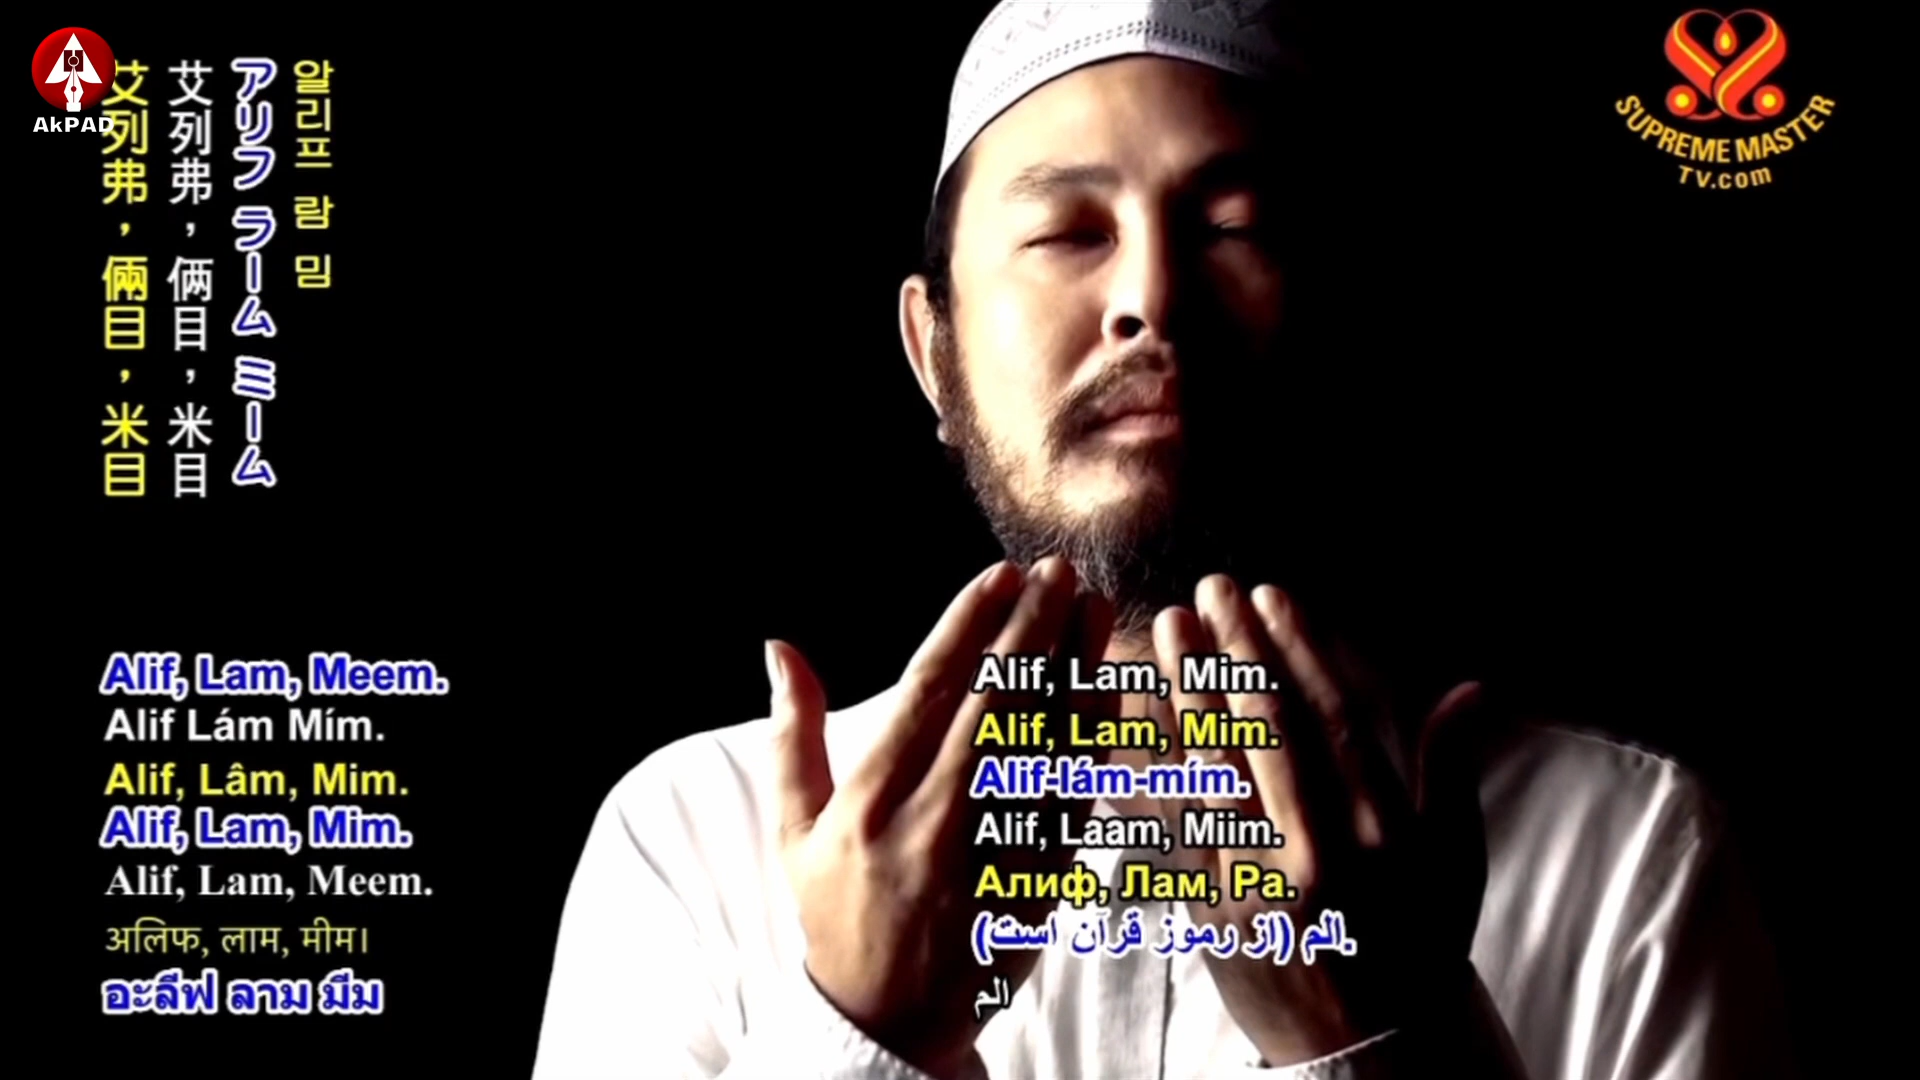 AkPAD
艾列弗，倆目，米目
艾列弗，俩目，米目
アリフ ラーム ミーム
알리프 람 밈
SUPREME MASTER
TV.com
Alif, Lam, Meem.
Alif Lám Mím.
Alif, Lâm, Mim.
Alif, Lam, Mim.
Alif, Lam, Meem.
अलिफ, लाम, मीम।
อะลีฟ ลาม มีม
Alif, Lam, Mim.
Alif, Lam, Mim.
Alif-lám-mím.
Alif, Laam, Miim.
Алиф, Лам, Ра.
الم (از رموز قرآن است).
الم